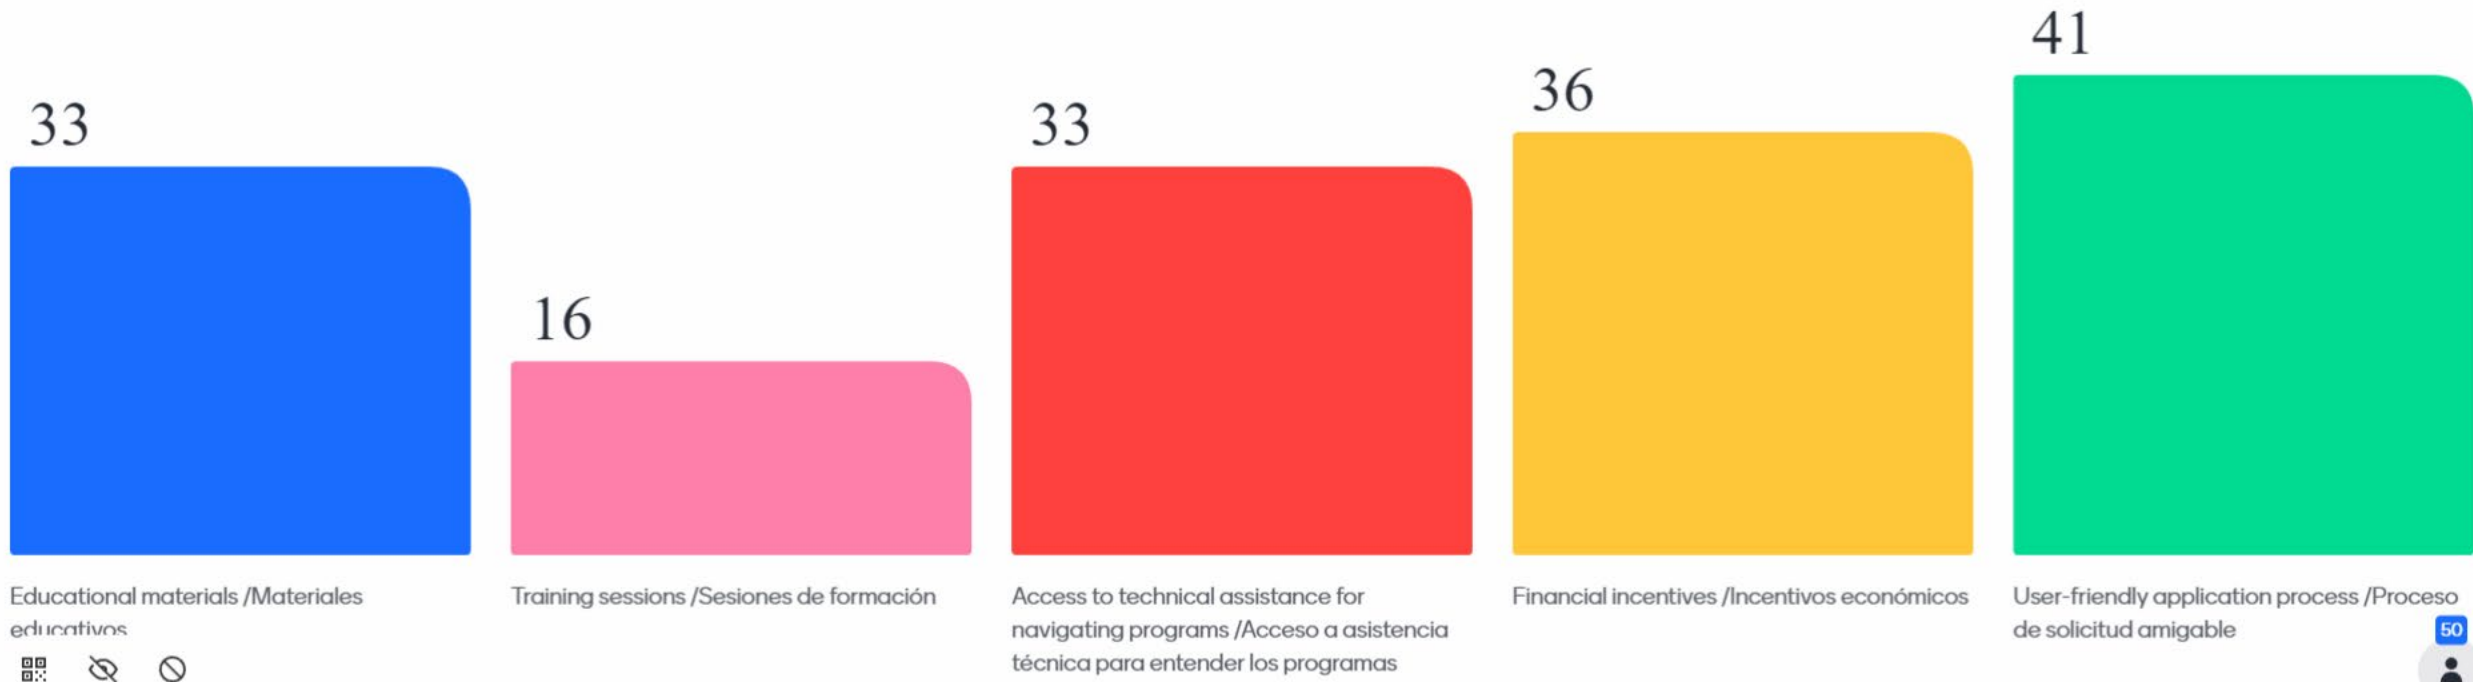 33
16
33
36
41
Educational materials /Materiales
educativos
Training sessions /Sesiones de formación
Access to technical assistance for
navigating programs /Acceso a asistencia
técnica para entender los programas
Financial incentives /Incentivos económicos
User-friendly application process /Proceso
de solicitud amigable
50